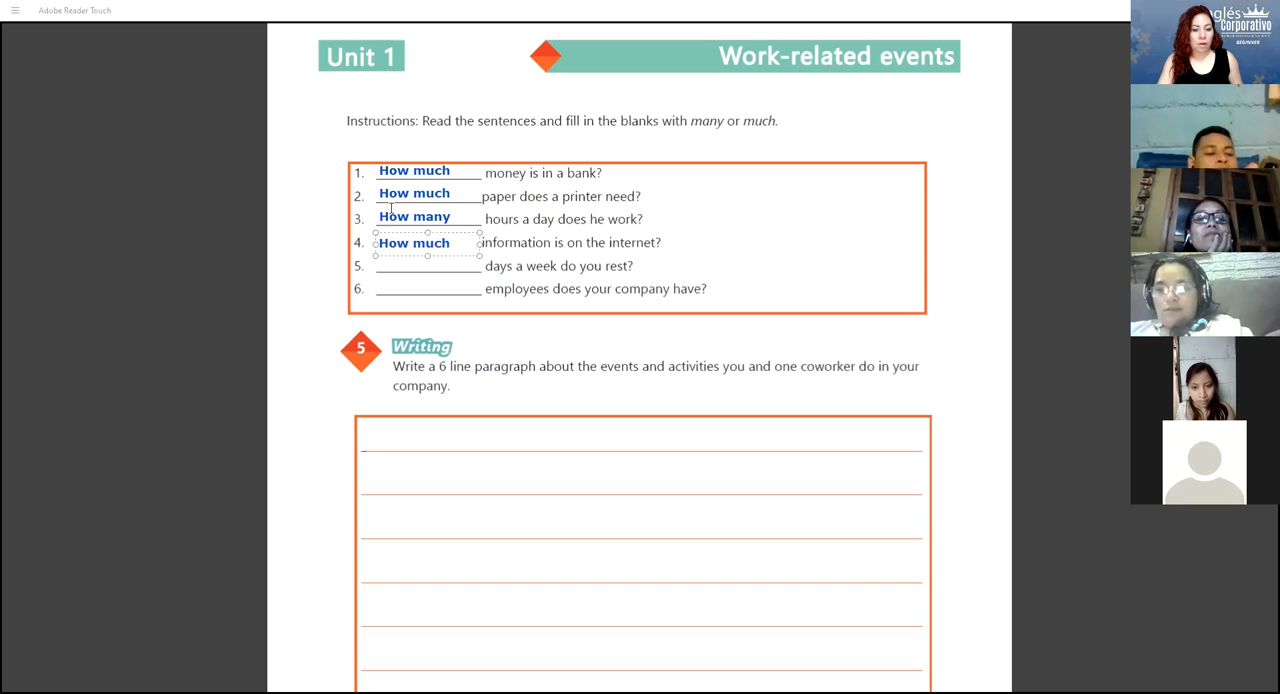 Adobe Reader Touch
Unit 1
Work-related events
Instructions: Read the sentences and fill in the blanks with many or much.
1. How much money is in a bank?
2. How much paper does a printer need?
3. How many hours a day does he work?
4. How much information is on the internet?
5. ____________ days a week do you rest?
6. ____________ employees does your company have?
5 Writing
Write a 6 line paragraph about the events and activities you and one coworker do in your
company.
Corporativo
BEGINNER